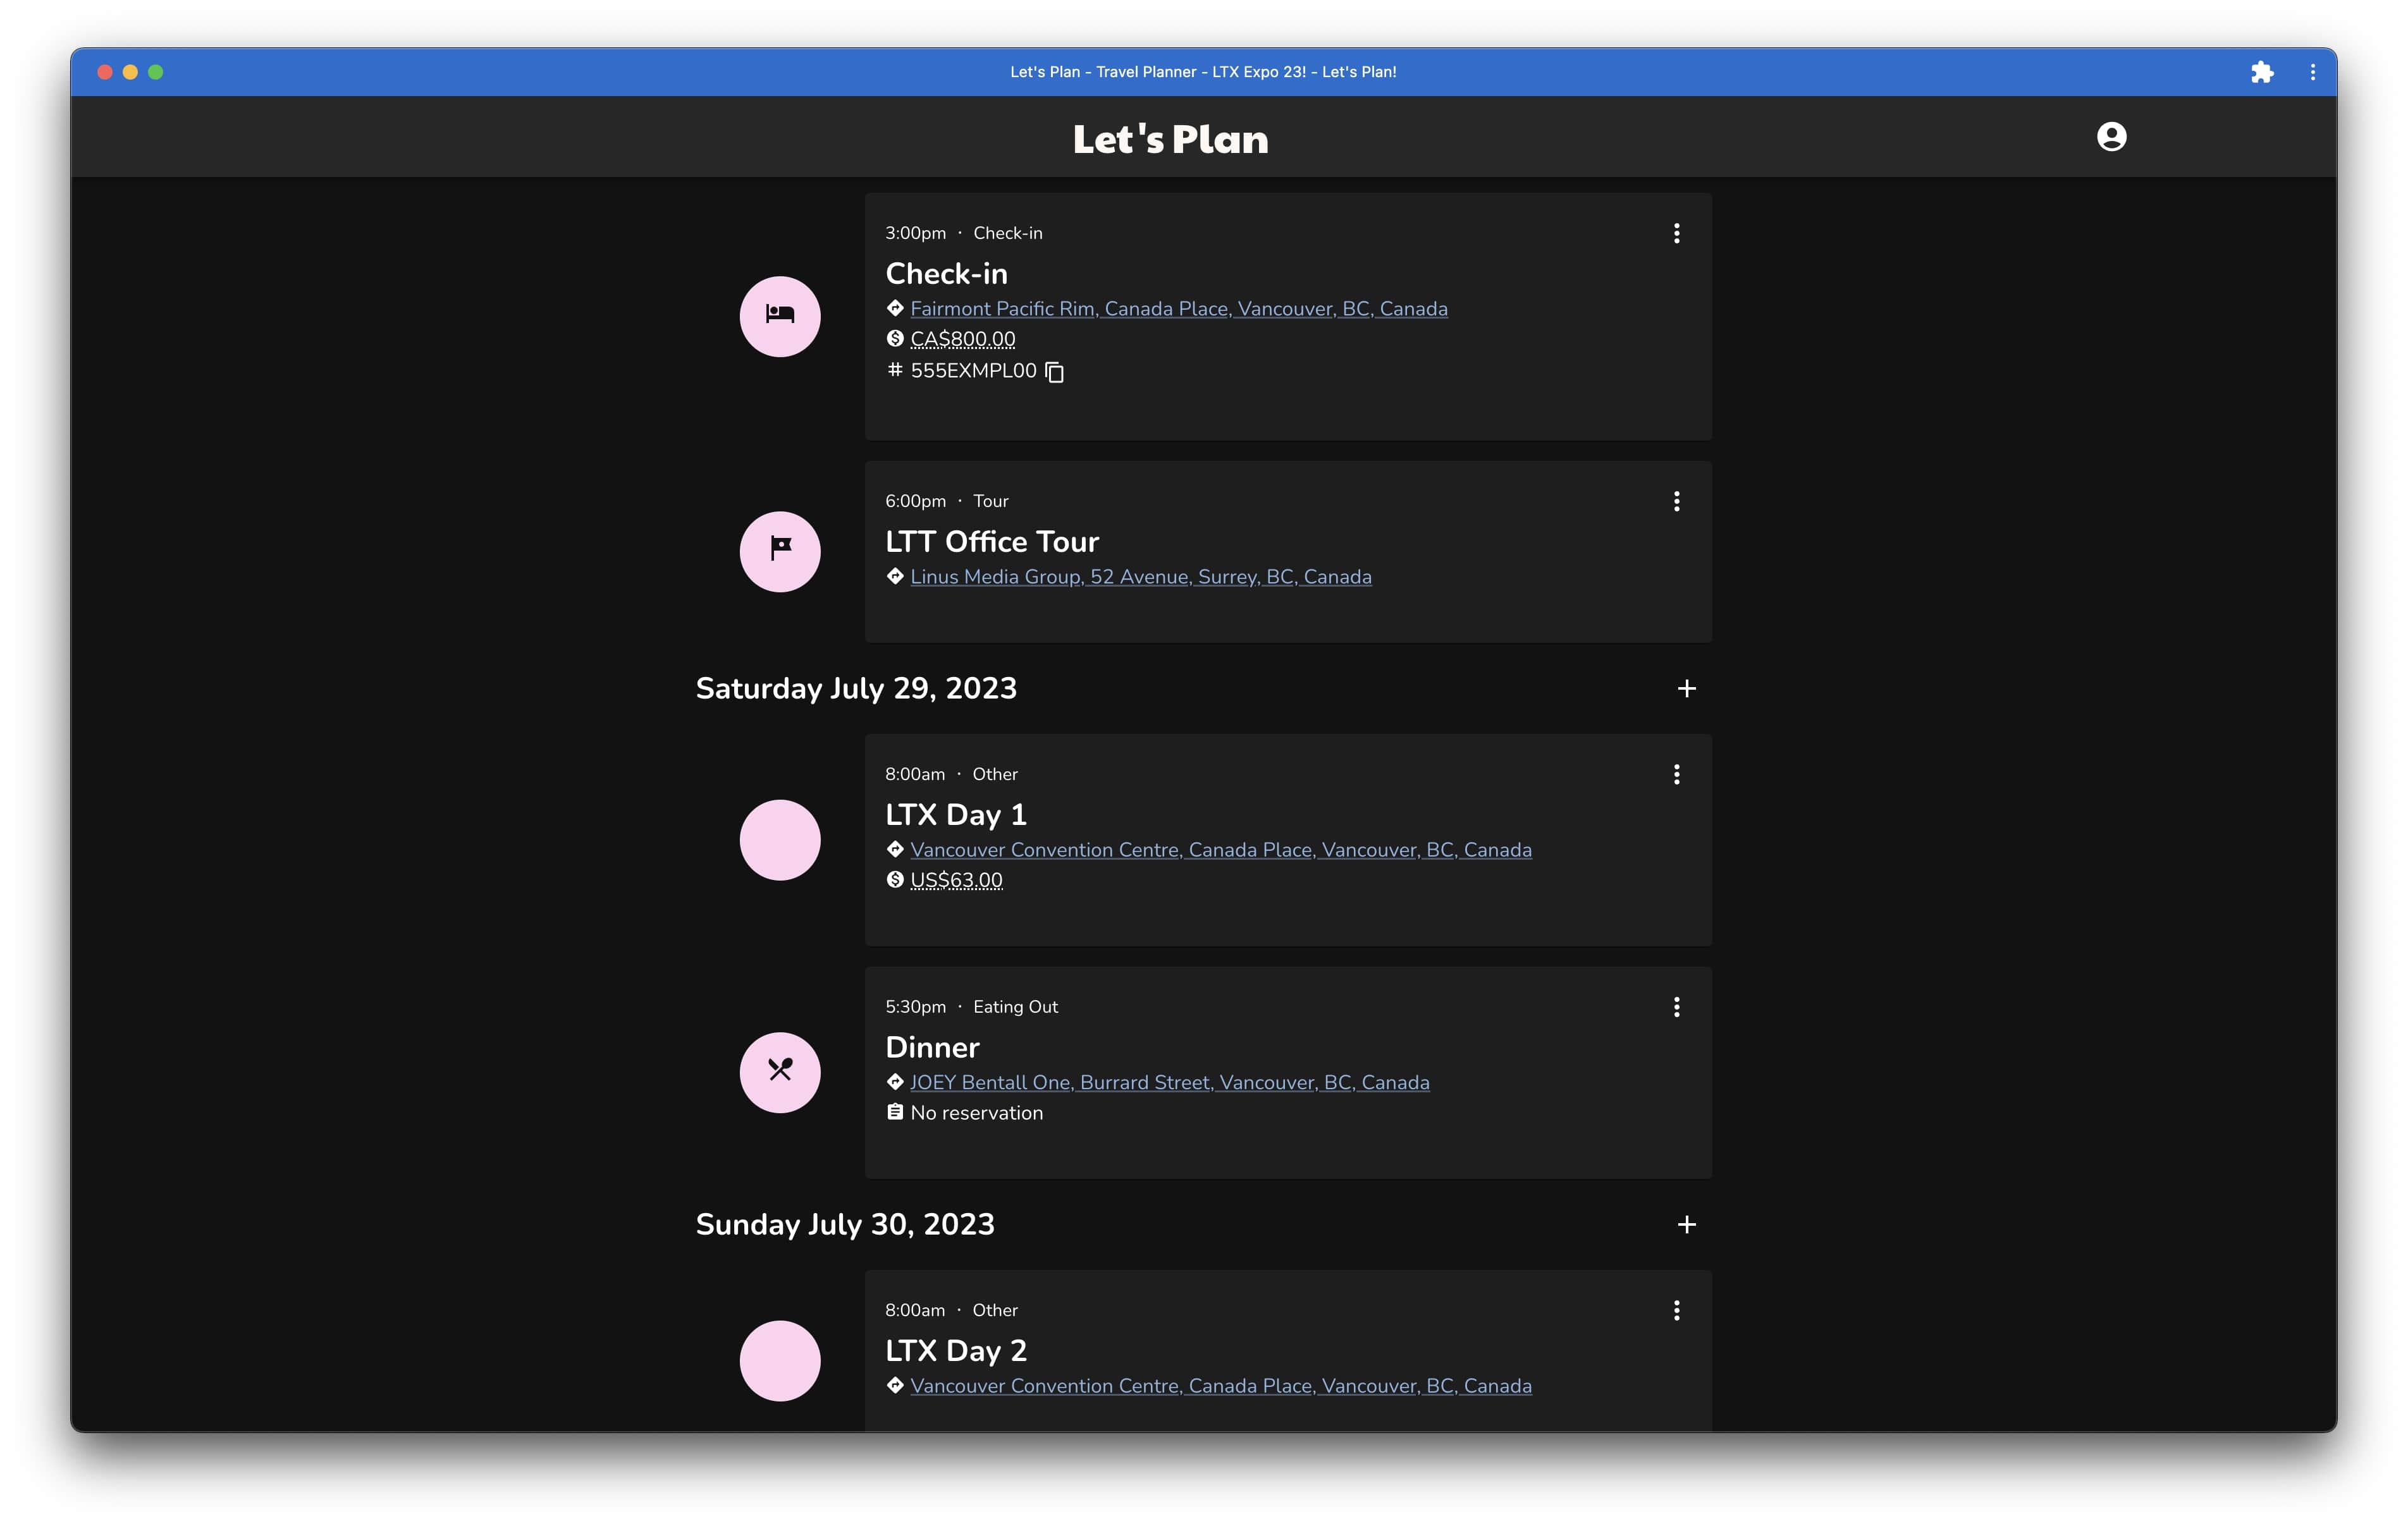 Let's Plan - Travel Planner - LTX Expo 23! - Let's Plan!
Let's Plan
3:00pm · Check-in
Check-in
Fairmont Pacific Rim, Canada Place, Vancouver, BC, Canada
CA$800.00
# 555EXMPL00
6:00pm · Tour
LTT Office Tour
Linus Media Group, 52 Avenue, Surrey, BC, Canada
Saturday July 29, 2023
8:00am · Other
LTX Day 1
Vancouver Convention Centre, Canada Place, Vancouver, BC, Canada
US$63.00
5:30pm · Eating Out
Dinner
JOEY Bentall One, Burrard Street, Vancouver, BC, Canada
No reservation
Sunday July 30, 2023
8:00am · Other
LTX Day 2
Vancouver Convention Centre, Canada Place, Vancouver, BC, Canada